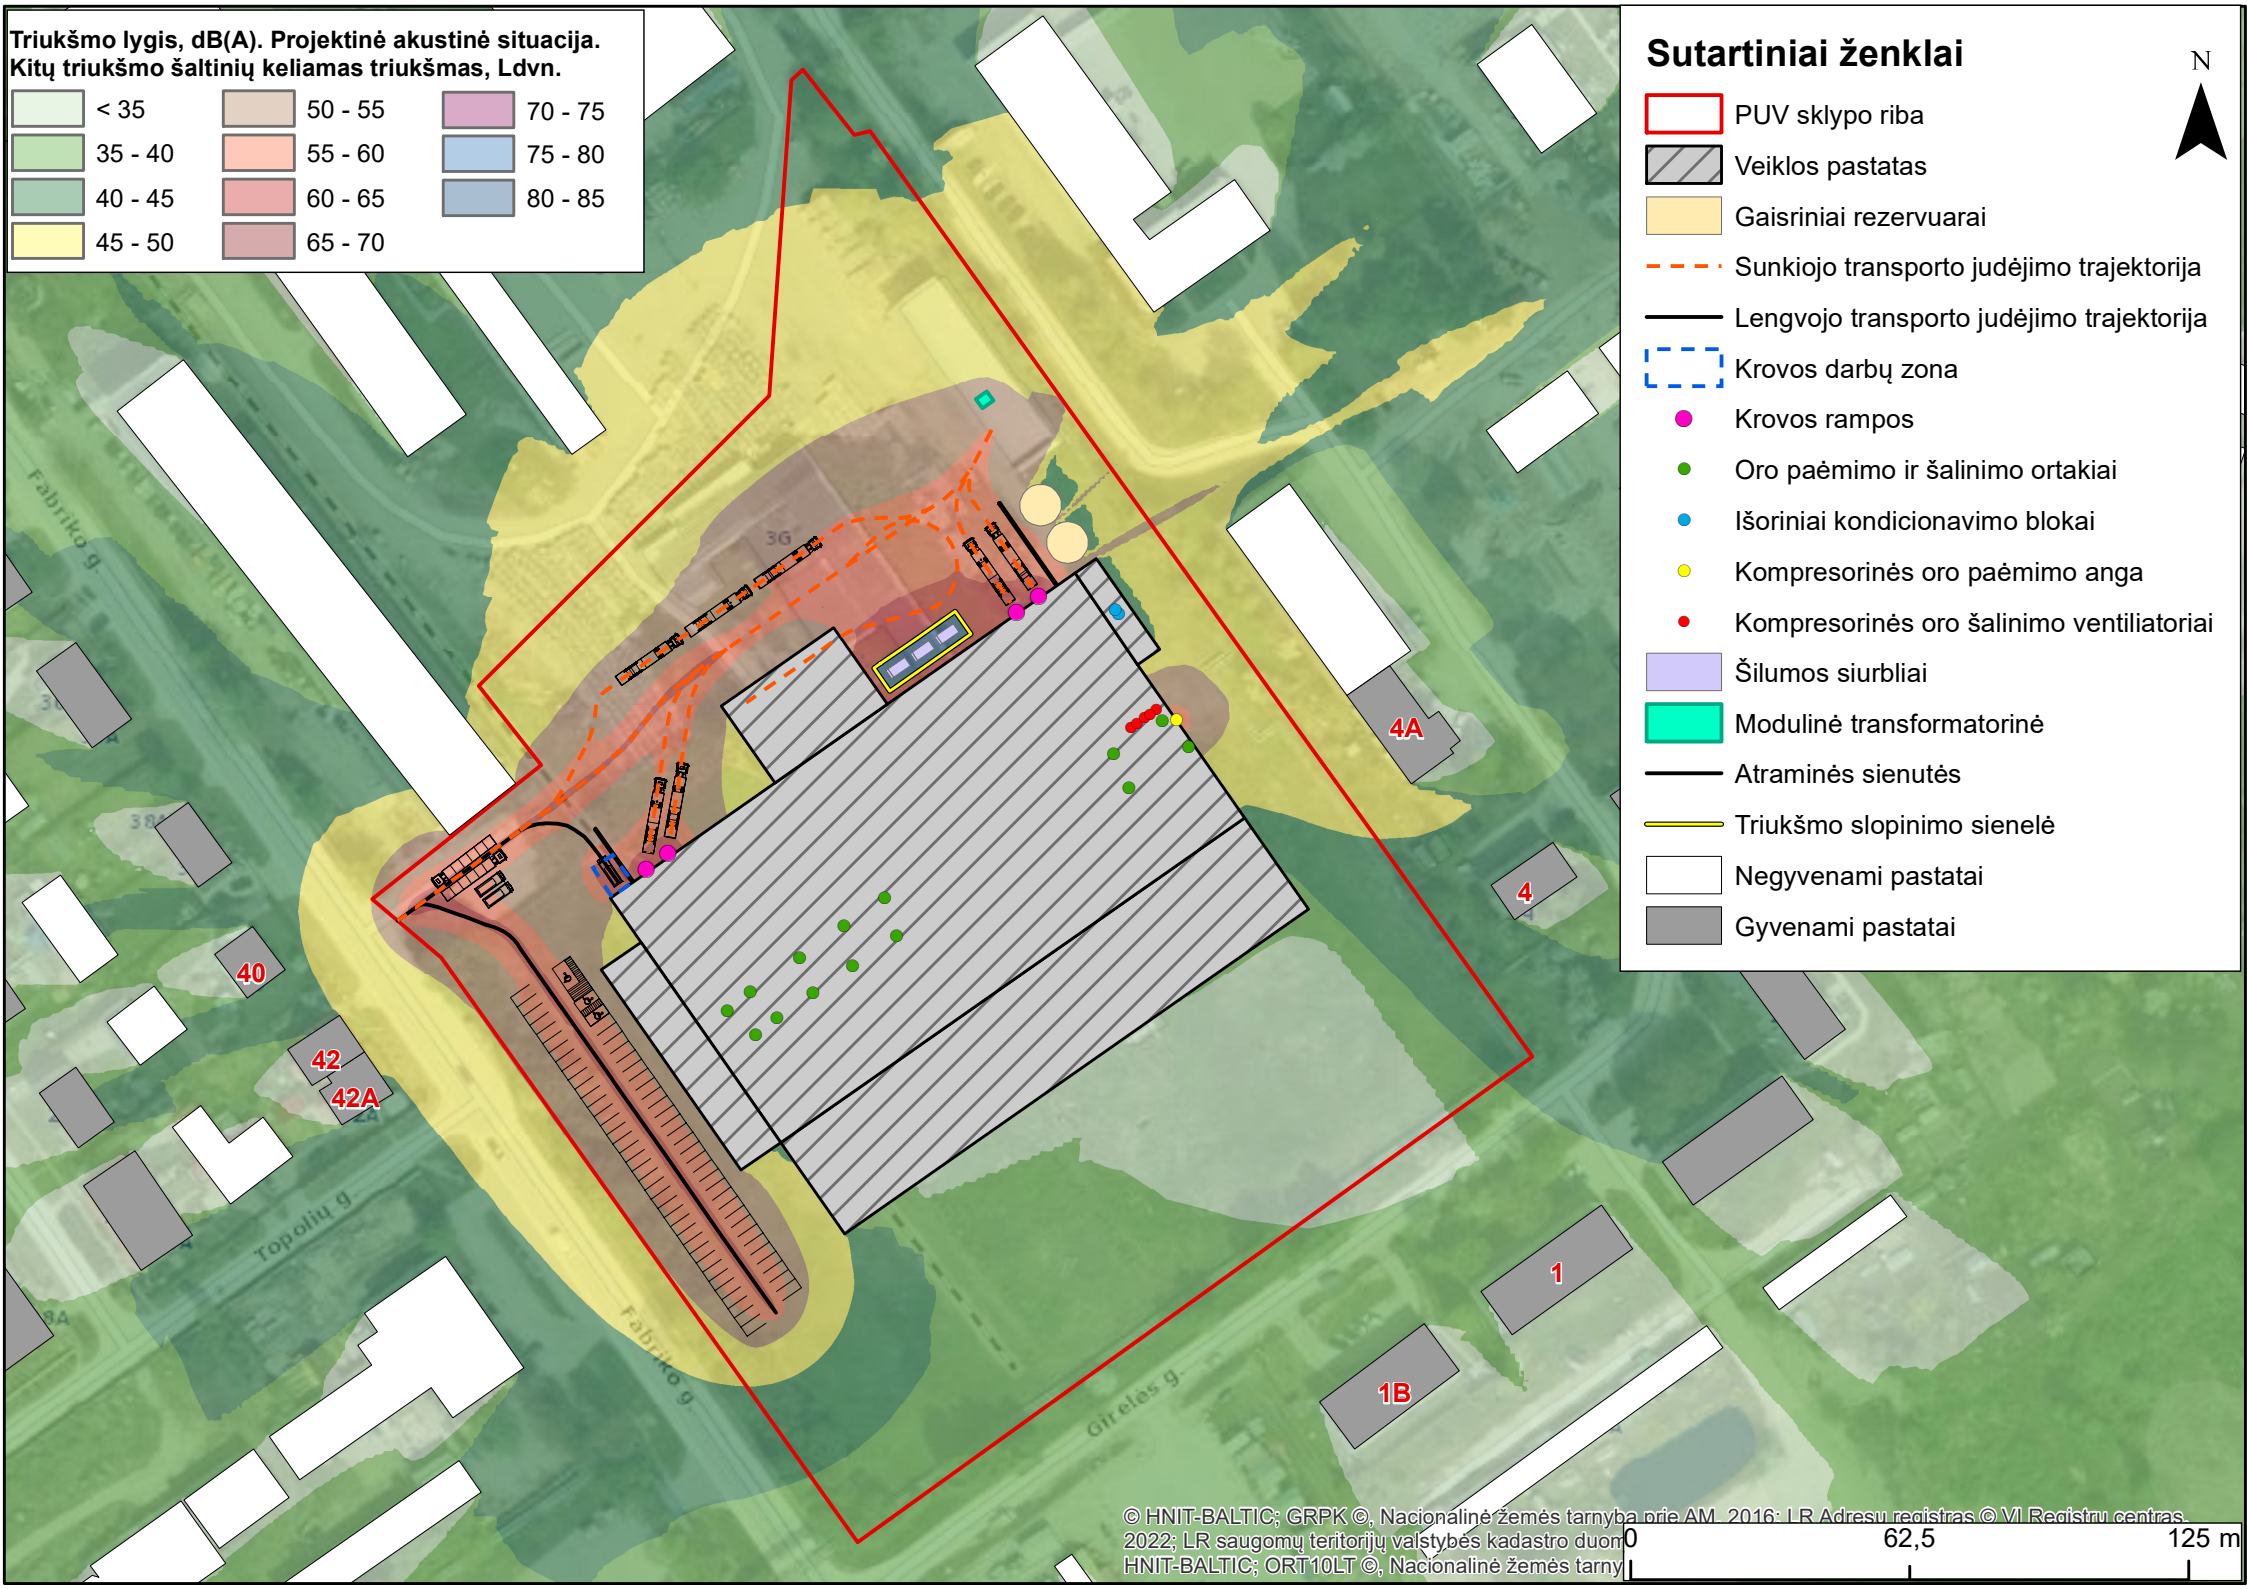 Triukšmo lygis, dB(A). Projektinė akustinė situacija.
Kitų triukšmo šaltinių keliamas triukšmas, Ldvn.
< 35
50 - 55
70 - 75
35 - 40
55 - 60
75 - 80
40 - 45
60 - 65
80 - 85
45 - 50
65 - 70
Sutartiniai ženklai
N
PUV sklypo riba
Veiklos pastatas
Gaisriniai rezervuarai
Sunkiojo transporto judėjimo trajektorija
Lengvojo transporto judėjimo trajektorija
Krovos darbų zona
Krovos rampos
Oro paėmimo ir šalinimo ortakiai
Išoriniai kondicionavimo blokai
Kompresorinės oro paėmimo anga
Kompresorinės oro šalinimo ventiliatoriai
Šilumos siurbliai
Modulinė transformatorinė
Atraminės sienutės
Triukšmo slopinimo sienelė
Negyvenami pastatai
Gyvenami pastatai
Fabriko g.
3G
4A
38A
4
40
42
42A
Topolių g.
8A
Fabriko g.
1
1B
Girelės g.
© HNIT-BALTIC; GRPK ©, Nacionalinė žemės tarnyba prie AM, 2016; LR Adresų registras © VĮ Registrų centras,
2022; LR saugomų teritorijų valstybės kadastro duom
HNIT-BALTIC; ORT10LT ©, Nacionalinė žemės tarny
0
62,5
125 m